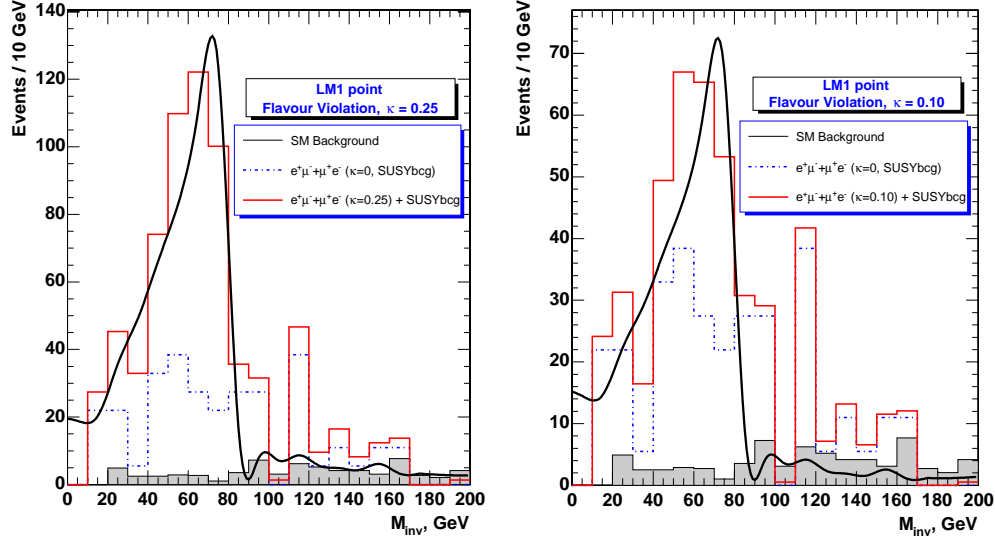 Events / 10 GeV
140
120
100
80
60
40
20
0
LM1 point
Flavour Violation, κ = 0.25
SM Background
e⁺μ⁻+μ⁺e⁻ (κ=0, SUSYbcg)
e⁺μ⁻+μ⁺e⁻ (κ=0.25) + SUSYbcg
0 20 40 60 80 100 120 140 160 180 200
M_inv, GeV
Events / 10 GeV
70
60
50
40
30
20
10
0
LM1 point
Flavour Violation, κ = 0.10
SM Background
e⁺μ⁻+μ⁺e⁻ (κ=0, SUSYbcg)
e⁺μ⁻+μ⁺e⁻ (κ=0.10) + SUSYbcg
0 20 40 60 80 100 120 140 160 180 200
M_inv, GeV